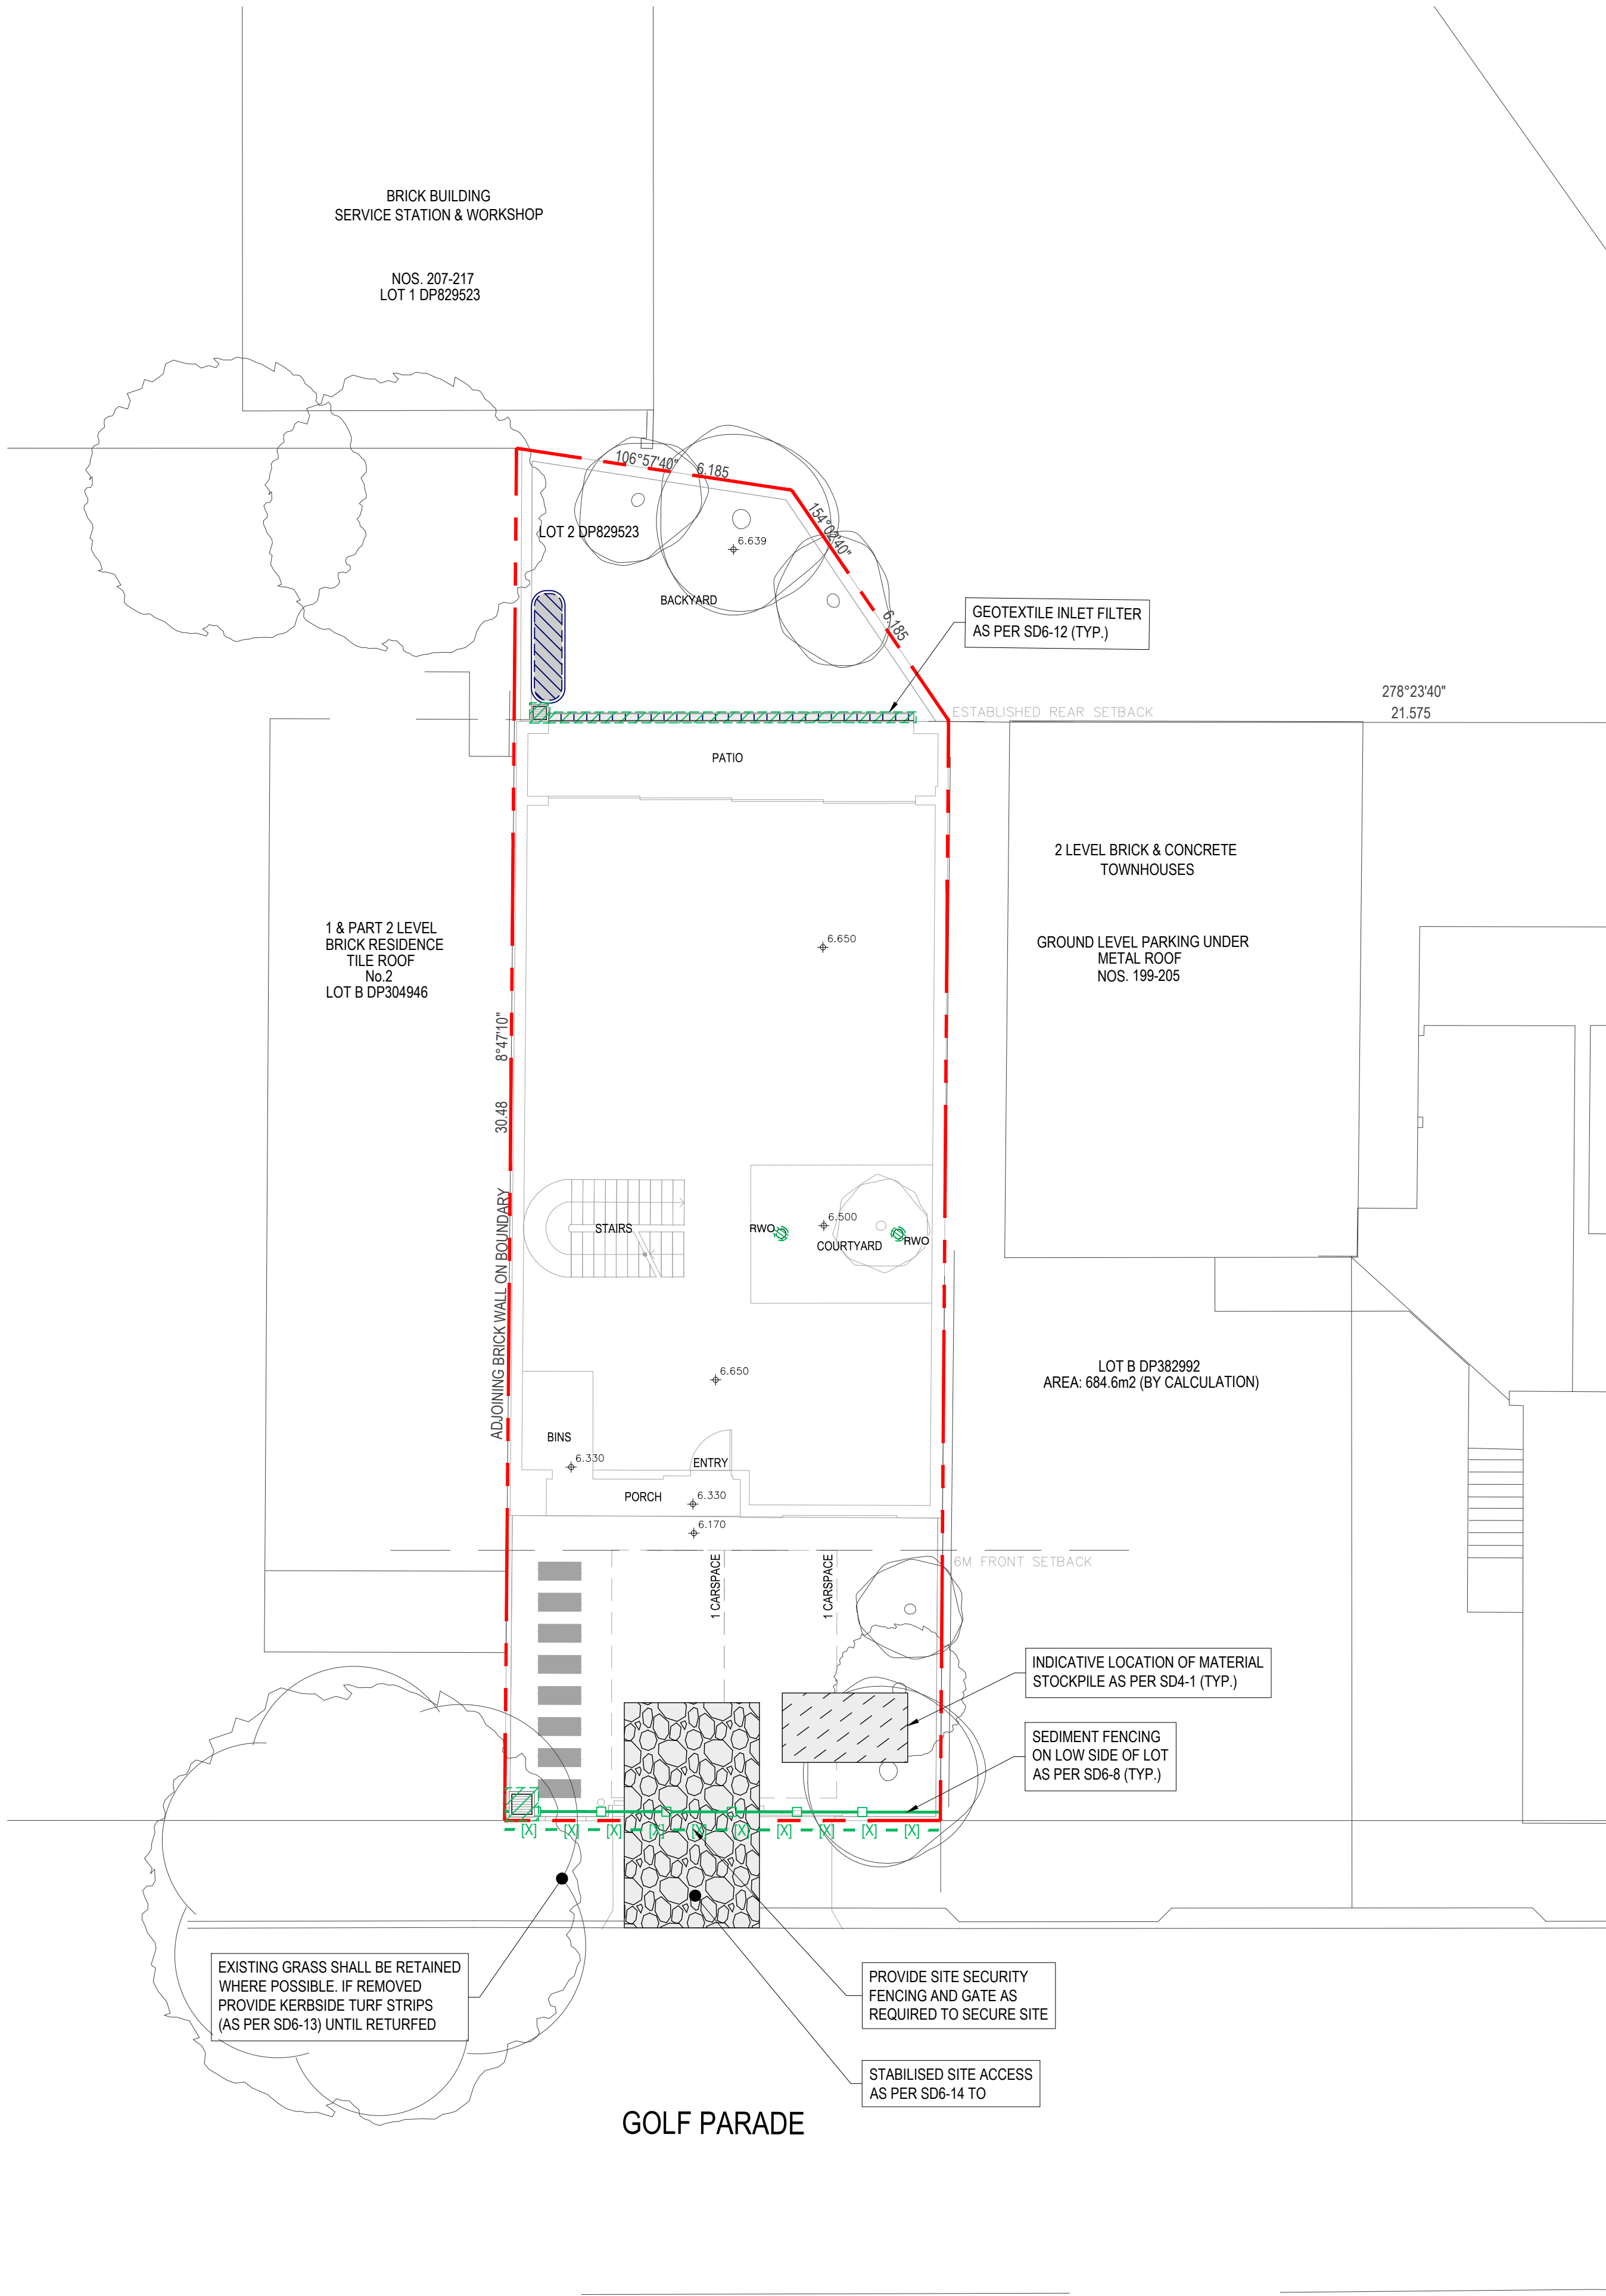 BRICK BUILDING
SERVICE STATION & WORKSHOP
NOS. 207-217
LOT 1 DP829523
106°57'40"
6.185
154°02'40"
6.185
LOT 2 DP829523
6.639
BACKYARD
GEOTEXTILE INLET FILTER
AS PER SD6-12 (TYP.)
ESTABLISHED REAR SETBACK
278°23'40"
21.575
PATIO
2 LEVEL BRICK & CONCRETE
TOWNHOUSES
1 & PART 2 LEVEL
BRICK RESIDENCE
TILE ROOF
No.2
LOT B DP304946
6.650
GROUND LEVEL PARKING UNDER
METAL ROOF
NOS. 199-205
30.48 8°47'10"
ADJOINING BRICK WALL ON BOUNDARY
STAIRS
RWO
6.500
COURTYARD
RWO
6.650
LOT B DP382992
AREA: 684.6m2 (BY CALCULATION)
BINS
6.330
ENTRY
PORCH
6.330
6.170
6M FRONT SETBACK
1 CARSPACE
1 CARSPACE
INDICATIVE LOCATION OF MATERIAL
STOCKPILE AS PER SD4-1 (TYP.)
SEDIMENT FENCING
ON LOW SIDE OF LOT
AS PER SD6-8 (TYP.)
[X] [X] [X] [X] [X] [X] [X] [X] [X] [X]
EXISTING GRASS SHALL BE RETAINED
WHERE POSSIBLE. IF REMOVED
PROVIDE KERBSIDE TURF STRIPS
(AS PER SD6-13) UNTIL RETURFED
PROVIDE SITE SECURITY
FENCING AND GATE AS
REQUIRED TO SECURE SITE
STABILISED SITE ACCESS
AS PER SD6-14 TO
GOLF PARADE